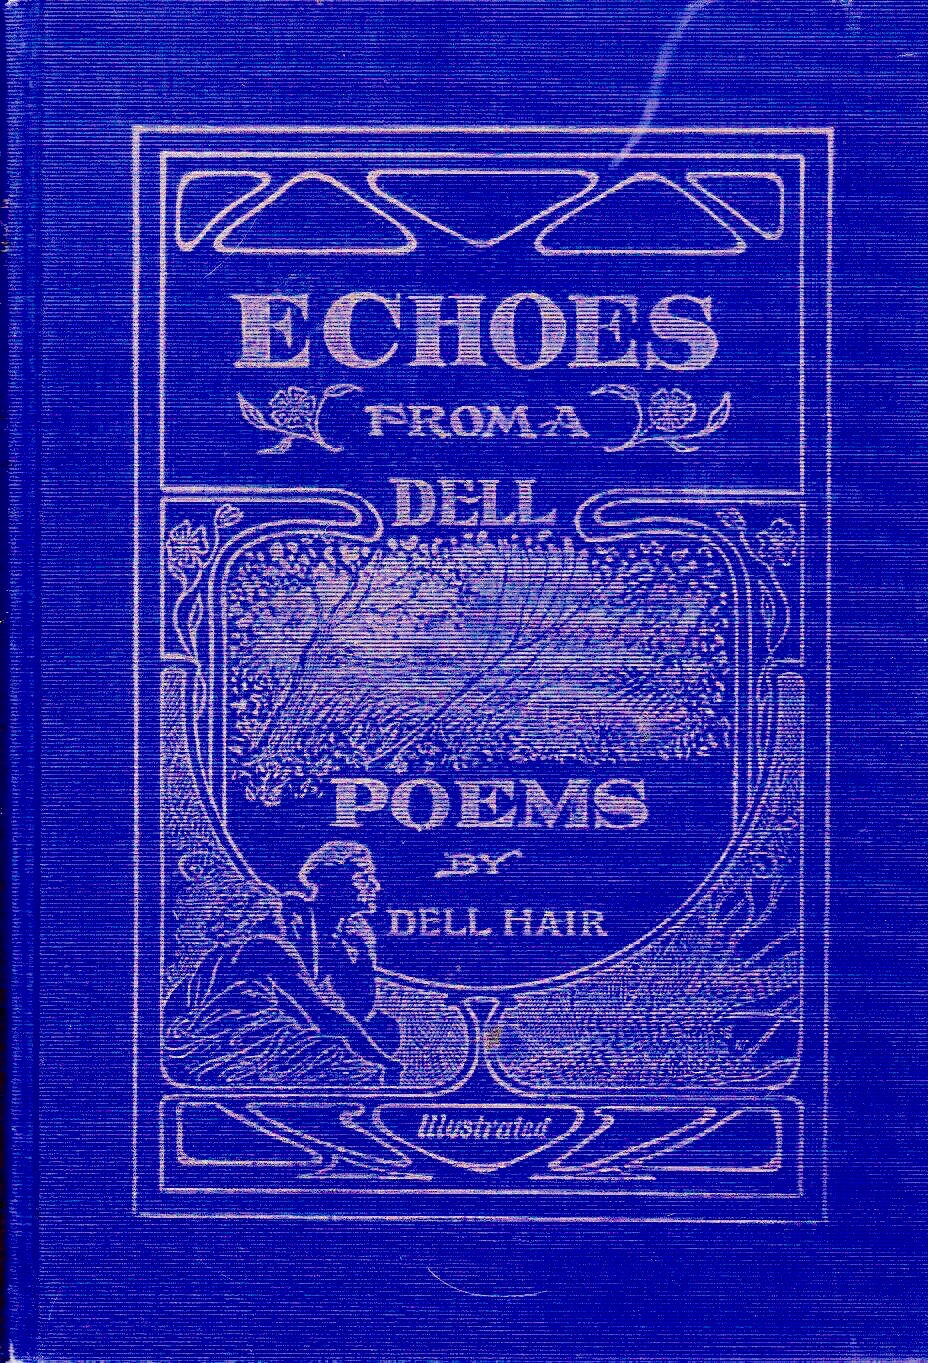 ECHOES
FROM A
DELL
POEMS
BY
DELL HAIR
Illustrated